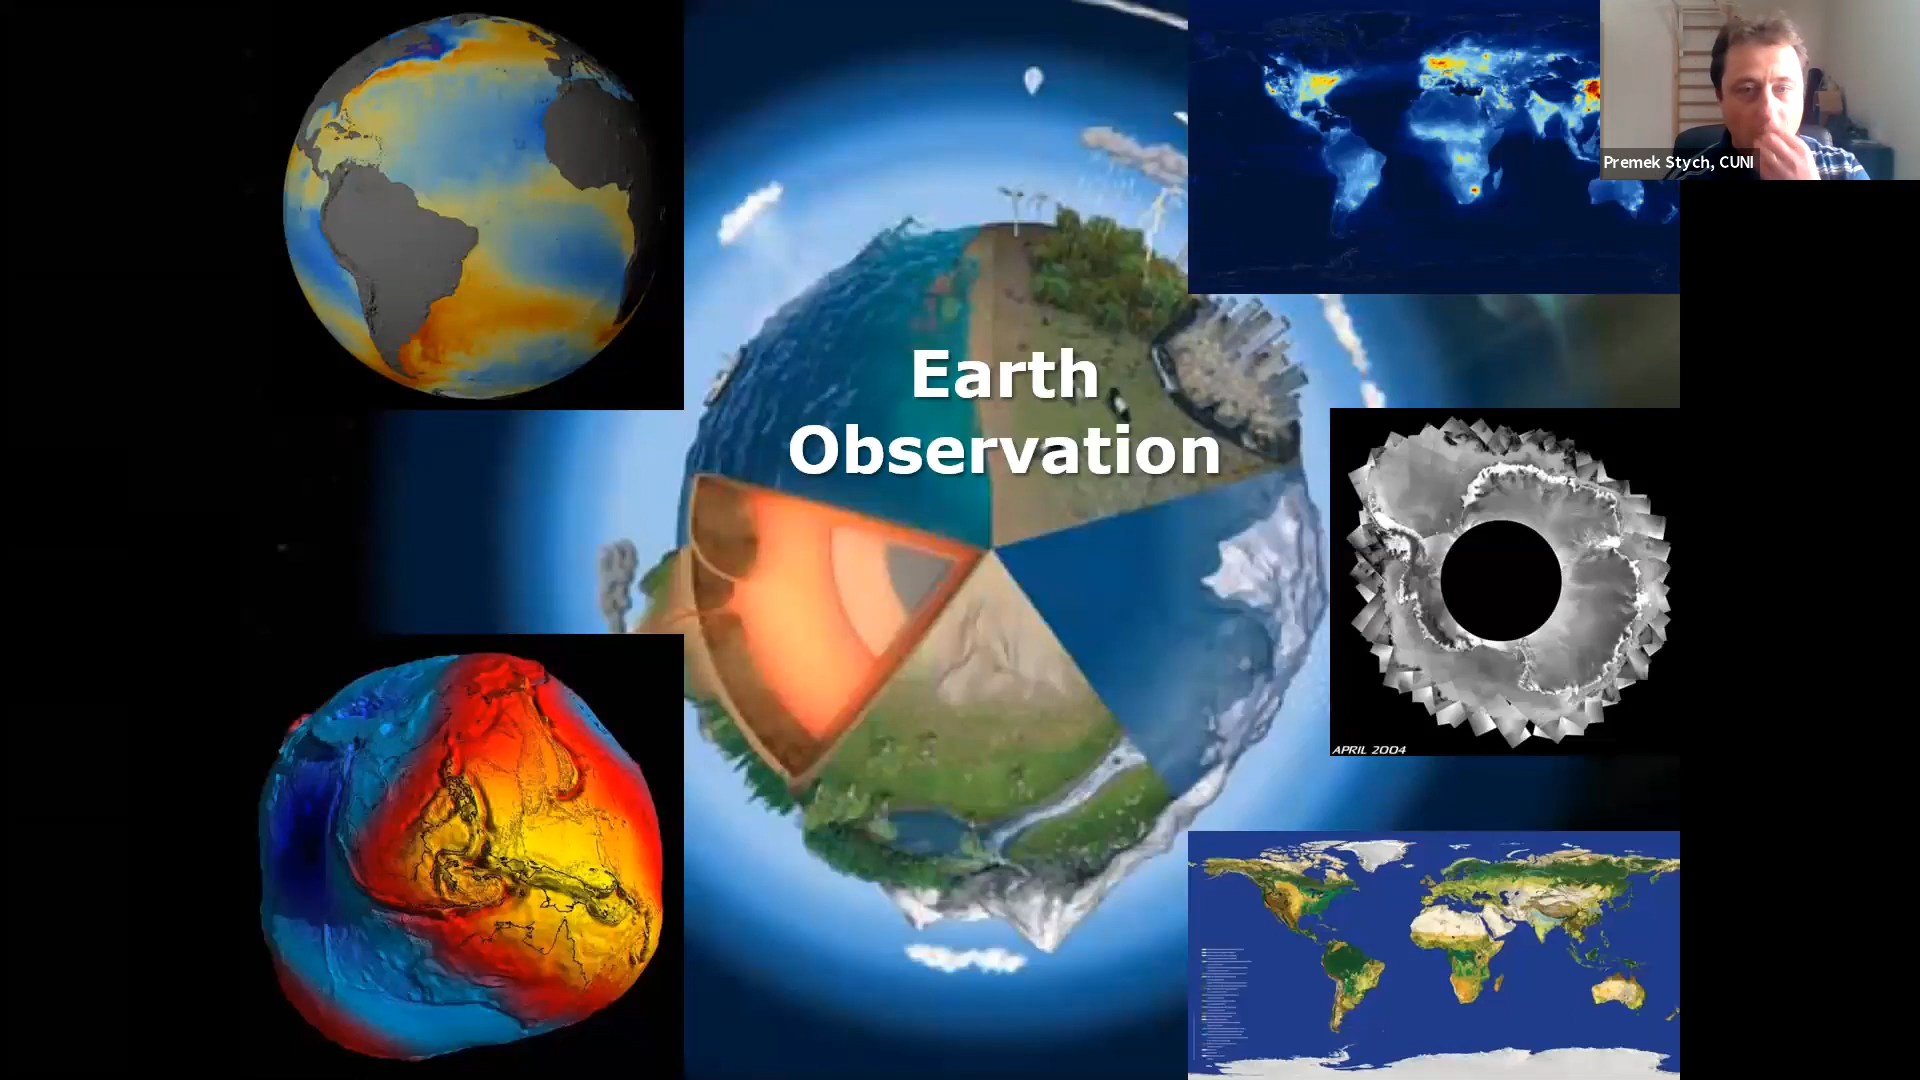 Earth
Observation
Premek Stych, CUNI
APRIL 2004